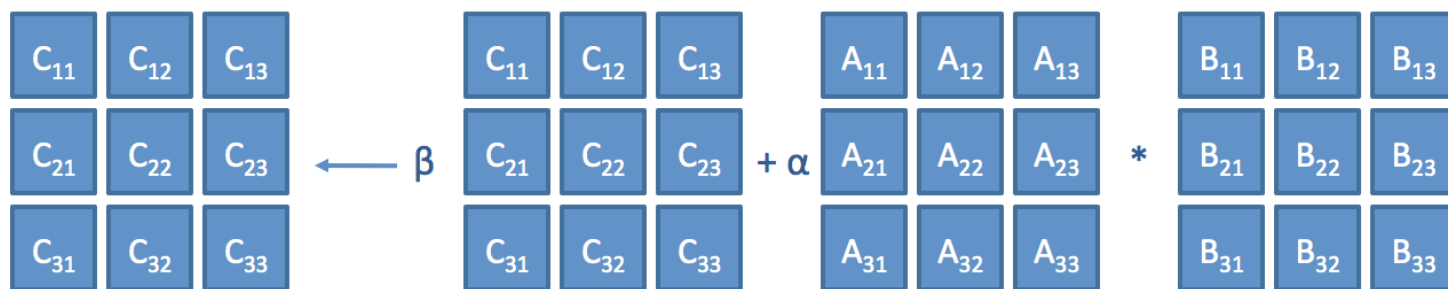 C₁₁ C₁₂ C₁₃ C₁₁ C₁₂ C₁₃ A₁₁ A₁₂ A₁₃ B₁₁ B₁₂ B₁₃
C₂₁ C₂₂ C₂₃ ← β C₂₁ C₂₂ C₂₃ + α A₂₁ A₂₂ A₂₃ * B₂₁ B₂₂ B₂₃
C₃₁ C₃₂ C₃₃ C₃₁ C₃₂ C₃₃ A₃₁ A₃₂ A₃₃ B₃₁ B₃₂ B₃₃